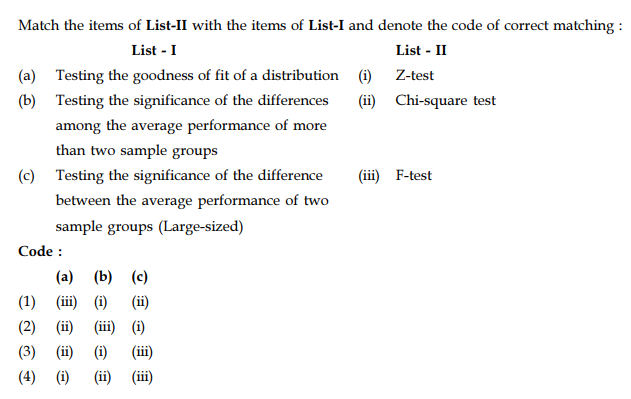 Match the items of List-II with the items of List-I and denote the code of correct matching :
List - I List - II
(a) Testing the goodness of fit of a distribution (i) Z-test
(b) Testing the significance of the differences (ii) Chi-square test
among the average performance of more
than two sample groups
(c) Testing the significance of the difference (iii) F-test
between the average performance of two
sample groups (Large-sized)
Code :
(a) (b) (c)
(1) (iii) (i) (ii)
(2) (ii) (iii) (i)
(3) (ii) (i) (iii)
(4) (i) (ii) (iii)